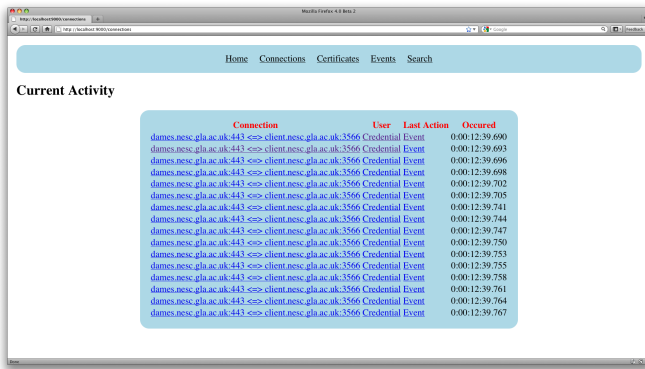 Mozilla Firefox 4.0 Beta 2
http://localhost:9000/connections
http://localhost:9000/connections
Google
Feedback
Home Connections Certificates Events Search
Current Activity
Connection User Last Action Occured
dames.nesc.gla.ac.uk:443 <=> client.nesc.gla.ac.uk:3566 Credential Event 0:00:12:39.690
dames.nesc.gla.ac.uk:443 <=> client.nesc.gla.ac.uk:3566 Credential Event 0:00:12:39.693
dames.nesc.gla.ac.uk:443 <=> client.nesc.gla.ac.uk:3566 Credential Event 0:00:12:39.696
dames.nesc.gla.ac.uk:443 <=> client.nesc.gla.ac.uk:3566 Credential Event 0:00:12:39.698
dames.nesc.gla.ac.uk:443 <=> client.nesc.gla.ac.uk:3566 Credential Event 0:00:12:39.702
dames.nesc.gla.ac.uk:443 <=> client.nesc.gla.ac.uk:3566 Credential Event 0:00:12:39.705
dames.nesc.gla.ac.uk:443 <=> client.nesc.gla.ac.uk:3566 Credential Event 0:00:12:39.741
dames.nesc.gla.ac.uk:443 <=> client.nesc.gla.ac.uk:3566 Credential Event 0:00:12:39.744
dames.nesc.gla.ac.uk:443 <=> client.nesc.gla.ac.uk:3566 Credential Event 0:00:12:39.747
dames.nesc.gla.ac.uk:443 <=> client.nesc.gla.ac.uk:3566 Credential Event 0:00:12:39.750
dames.nesc.gla.ac.uk:443 <=> client.nesc.gla.ac.uk:3566 Credential Event 0:00:12:39.753
dames.nesc.gla.ac.uk:443 <=> client.nesc.gla.ac.uk:3566 Credential Event 0:00:12:39.755
dames.nesc.gla.ac.uk:443 <=> client.nesc.gla.ac.uk:3566 Credential Event 0:00:12:39.758
dames.nesc.gla.ac.uk:443 <=> client.nesc.gla.ac.uk:3566 Credential Event 0:00:12:39.761
dames.nesc.gla.ac.uk:443 <=> client.nesc.gla.ac.uk:3566 Credential Event 0:00:12:39.764
dames.nesc.gla.ac.uk:443 <=> client.nesc.gla.ac.uk:3566 Credential Event 0:00:12:39.767
Done